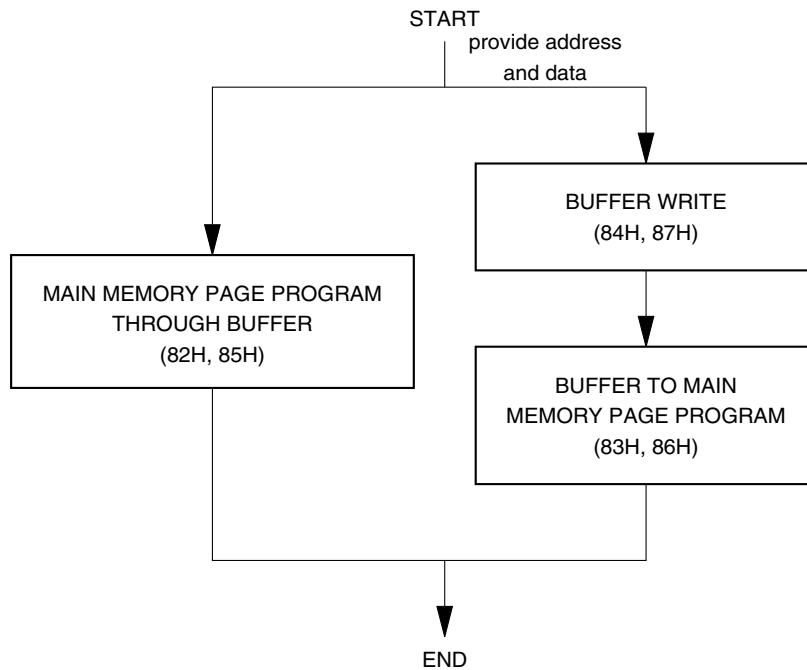 START
provide address
and data
BUFFER WRITE
(84H, 87H)
MAIN MEMORY PAGE PROGRAM
THROUGH BUFFER
(82H, 85H)
BUFFER TO MAIN
MEMORY PAGE PROGRAM
(83H, 86H)
END